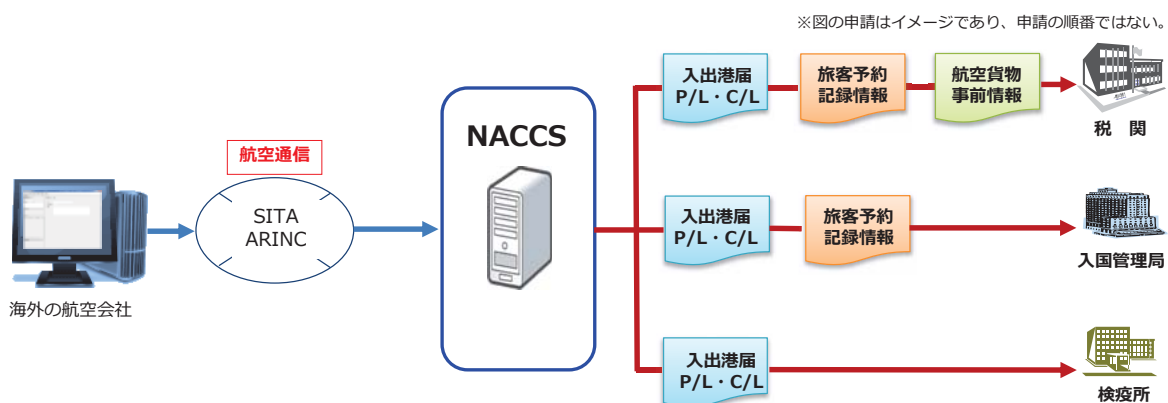 ※図の申請はイメージであり、申請の順番ではない。
海外の航空会社
航空通信
SITA
ARINC
NACCS
入出港届
P/L・C/L
旅客予約
記録情報
航空貨物
事前情報
税 関
入出港届
P/L・C/L
旅客予約
記録情報
入国管理局
入出港届
P/L・C/L
検疫所